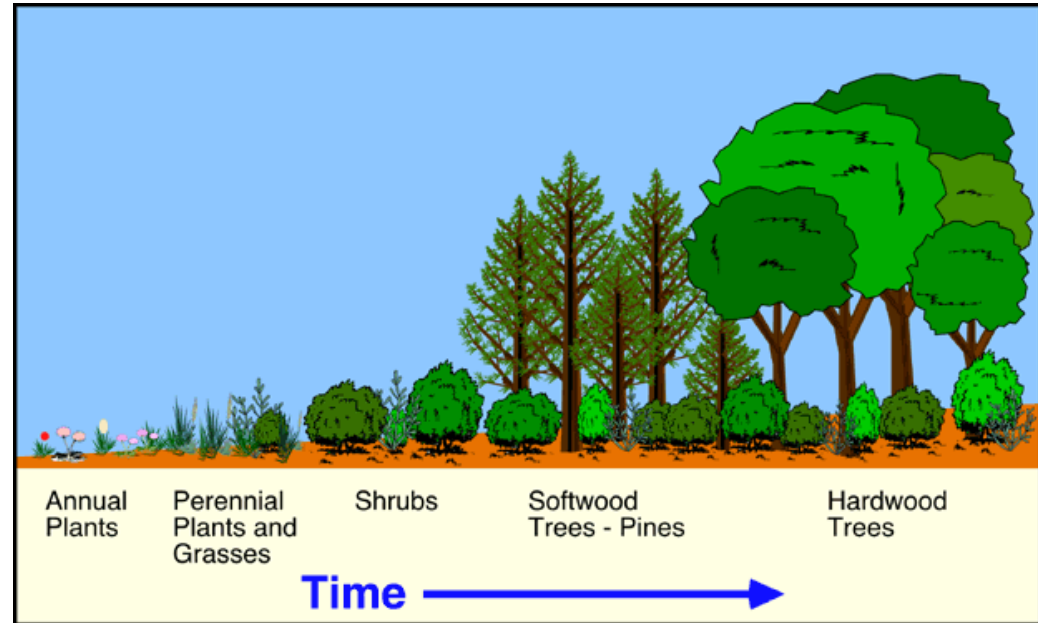 Annual
Plants
Perennial
Plants and
Grasses
Shrubs
Softwood
Trees - Pines
Hardwood
Trees
Time